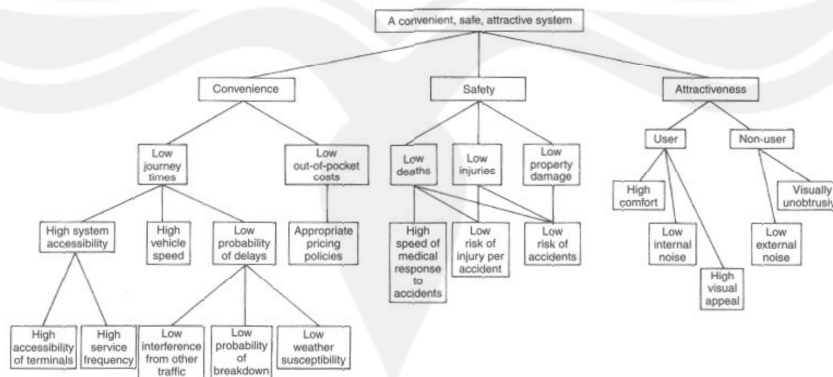 A convenient, safe, attractive system
Convenience
Safety
Attractiveness
Low
journey
times
Low
out-of-pocket
costs
Low
deaths
Low
injuries
Low
property
damage
User
Non-user
High
comfort
Visually
unobtrusiv
High system
accessibility
High
vehicle
speed
Low
probability
of delays
Appropriate
pricing
policies
High
speed of
medical
response
to
accidents
Low
risk of
injury per
accident
Low
risk of
accidents
Low
internal
noise
Low
external
noise
High
visual
appeal
High
accessibility
of terminals
High
service
frequency
Low
interference
from other
traffic
Low
probability
of
breakdown
Low
weather
susceptibility